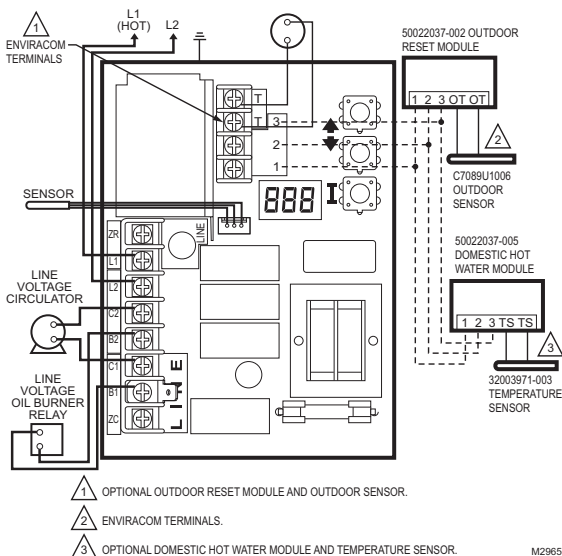 1
ENVIRACOM
TERMINALS
L1
(HOT)
L2
50022037-002 OUTDOOR
RESET MODULE
1 2 3 OT OT
2
C7089U1006
OUTDOOR
SENSOR
T
T
3
2
1
888
SENSOR
LINE
ZR
L1
L2
C2
B2
C1
B1
ZC
LINE
LINE
VOLTAGE
CIRCULATOR
LINE
VOLTAGE
OIL BURNER
RELAY
50022037-005
DOMESTIC HOT
WATER MODULE
1 2 3 TS TS
3
32003971-003
TEMPERATURE
SENSOR
1 OPTIONAL OUTDOOR RESET MODULE AND OUTDOOR SENSOR.
2 ENVIRACOM TERMINALS.
3 OPTIONAL DOMESTIC HOT WATER MODULE AND TEMPERATURE SENSOR.
M2965